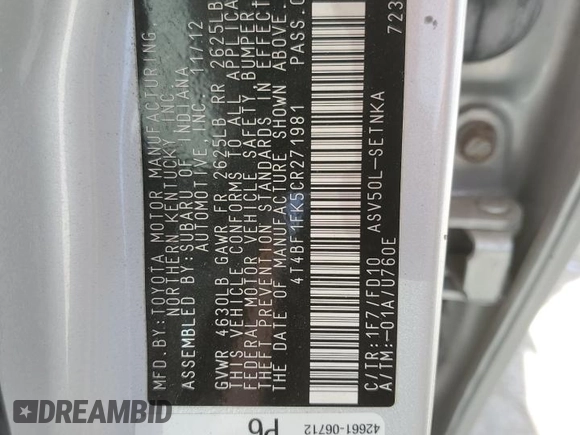 MFD. BY:TOYOTA MOTOR MANUFACTURING,
NORTHERN KENTUCKY, INC.
ASSEMBLED BY:SUBARU OF INDIANA
AUTOMOTIVE, INC. 11/12
GVWR 4630LB GAWR FR 2625LB RR 2625LB
THIS VEHICLE CONFORMS TO ALL APPLICA
FEDERAL MOTOR VEHICLE SAFETY, BUMPER
THEFT PREVENTION STANDARDS IN EFFECT
THE DATE OF MANUFACTURE SHOWN ABOVE.
4T4BF1FK5CR271981 PASS.C
C/TR:1F7/FD10 ASV50L-SETNKA
A/TM:-01A/U760E
723
42661-06712
P6
DREAMBID